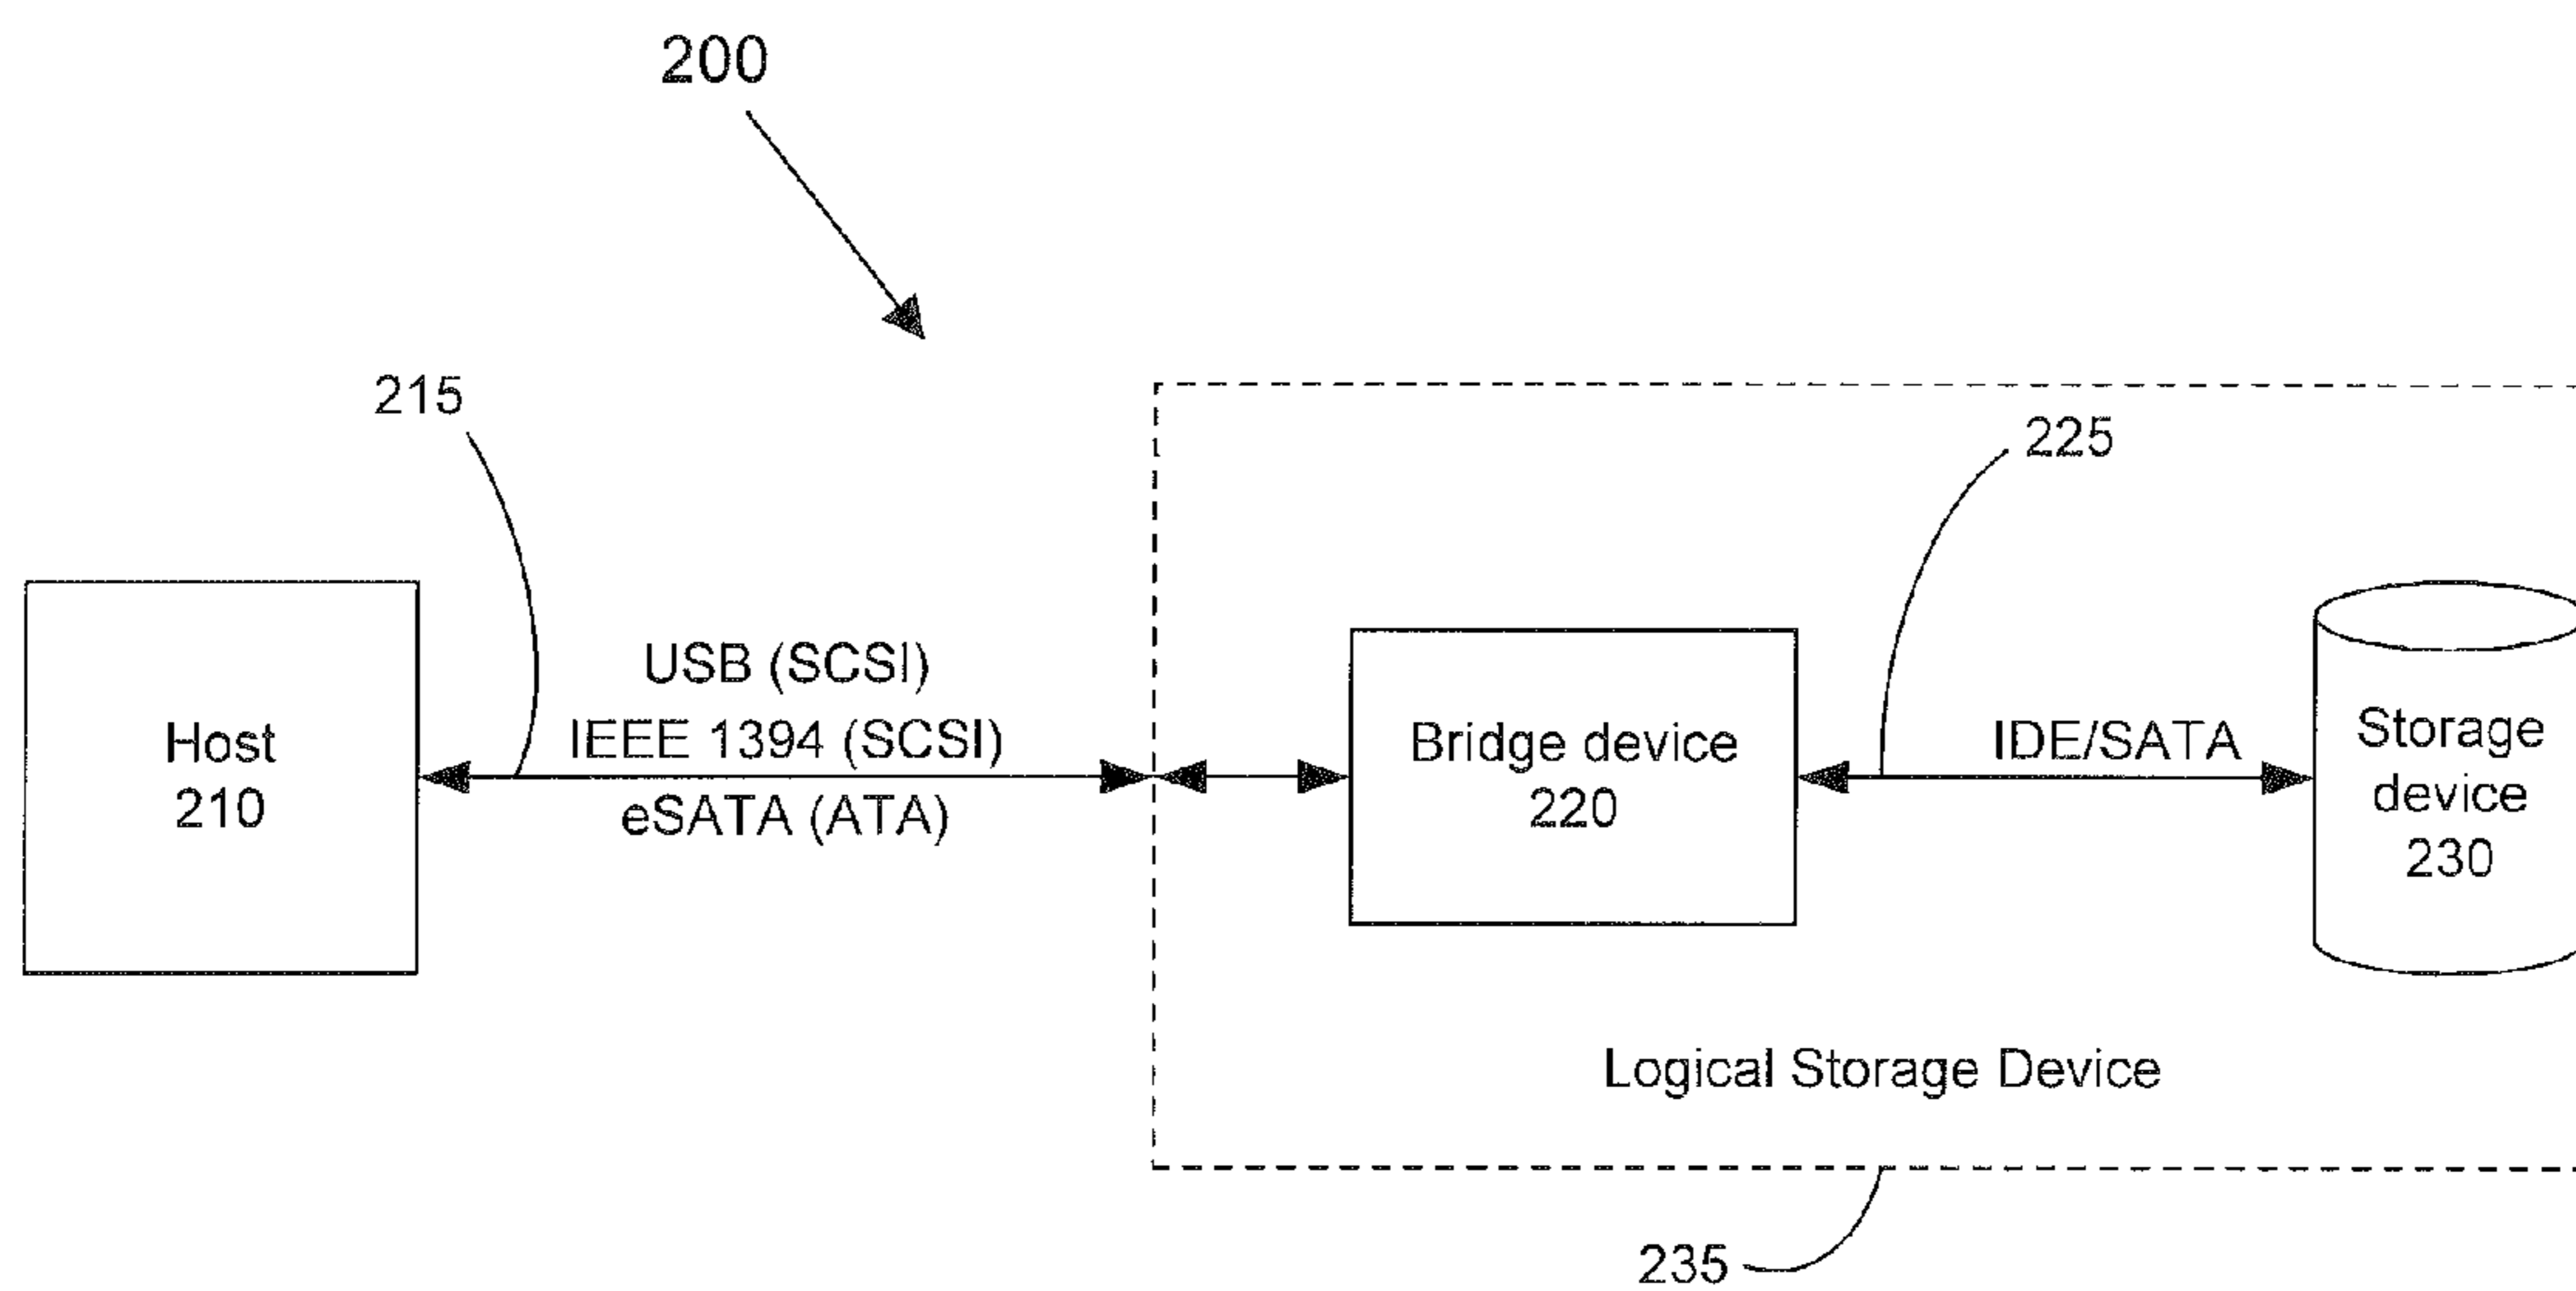 200
215
225
USB (SCSI)
IEEE 1394 (SCSI)
eSATA (ATA)
Host
210
Bridge device
220
IDE/SATA
Storage
device
230
Logical Storage Device
235